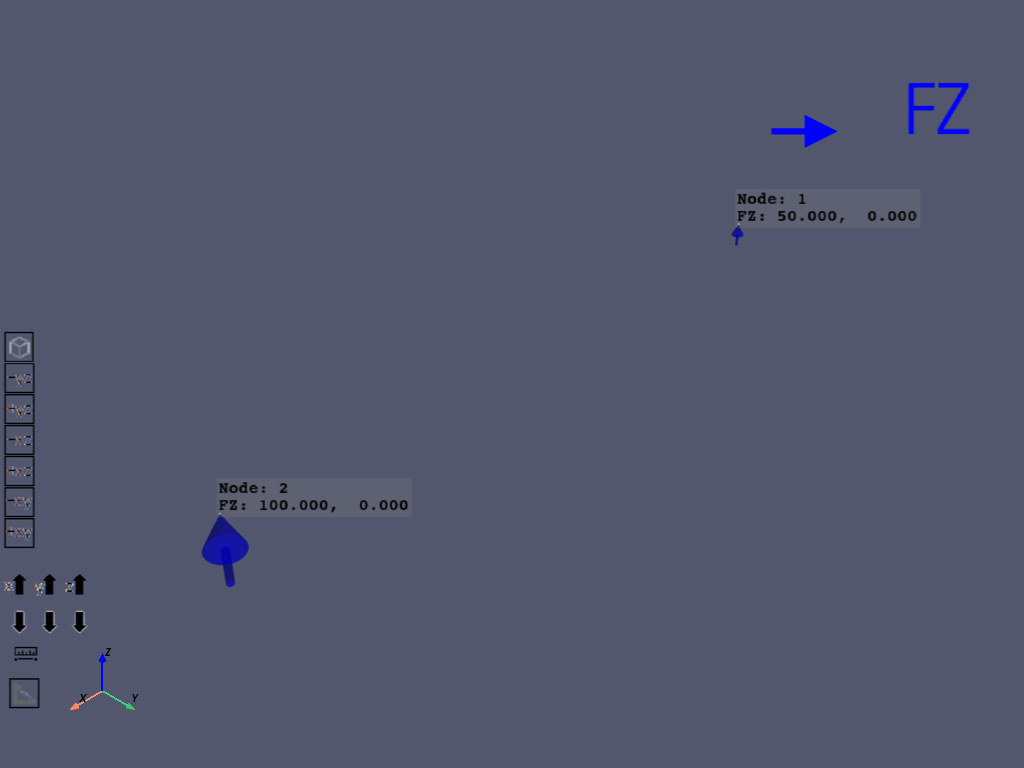 FZ
Node: 1
FZ: 50.000,  0.000
Node: 2
FZ: 100.000,  0.000
-yz
+yz
-xz
+xz
-xy
+xy
x y z
Z
X Y